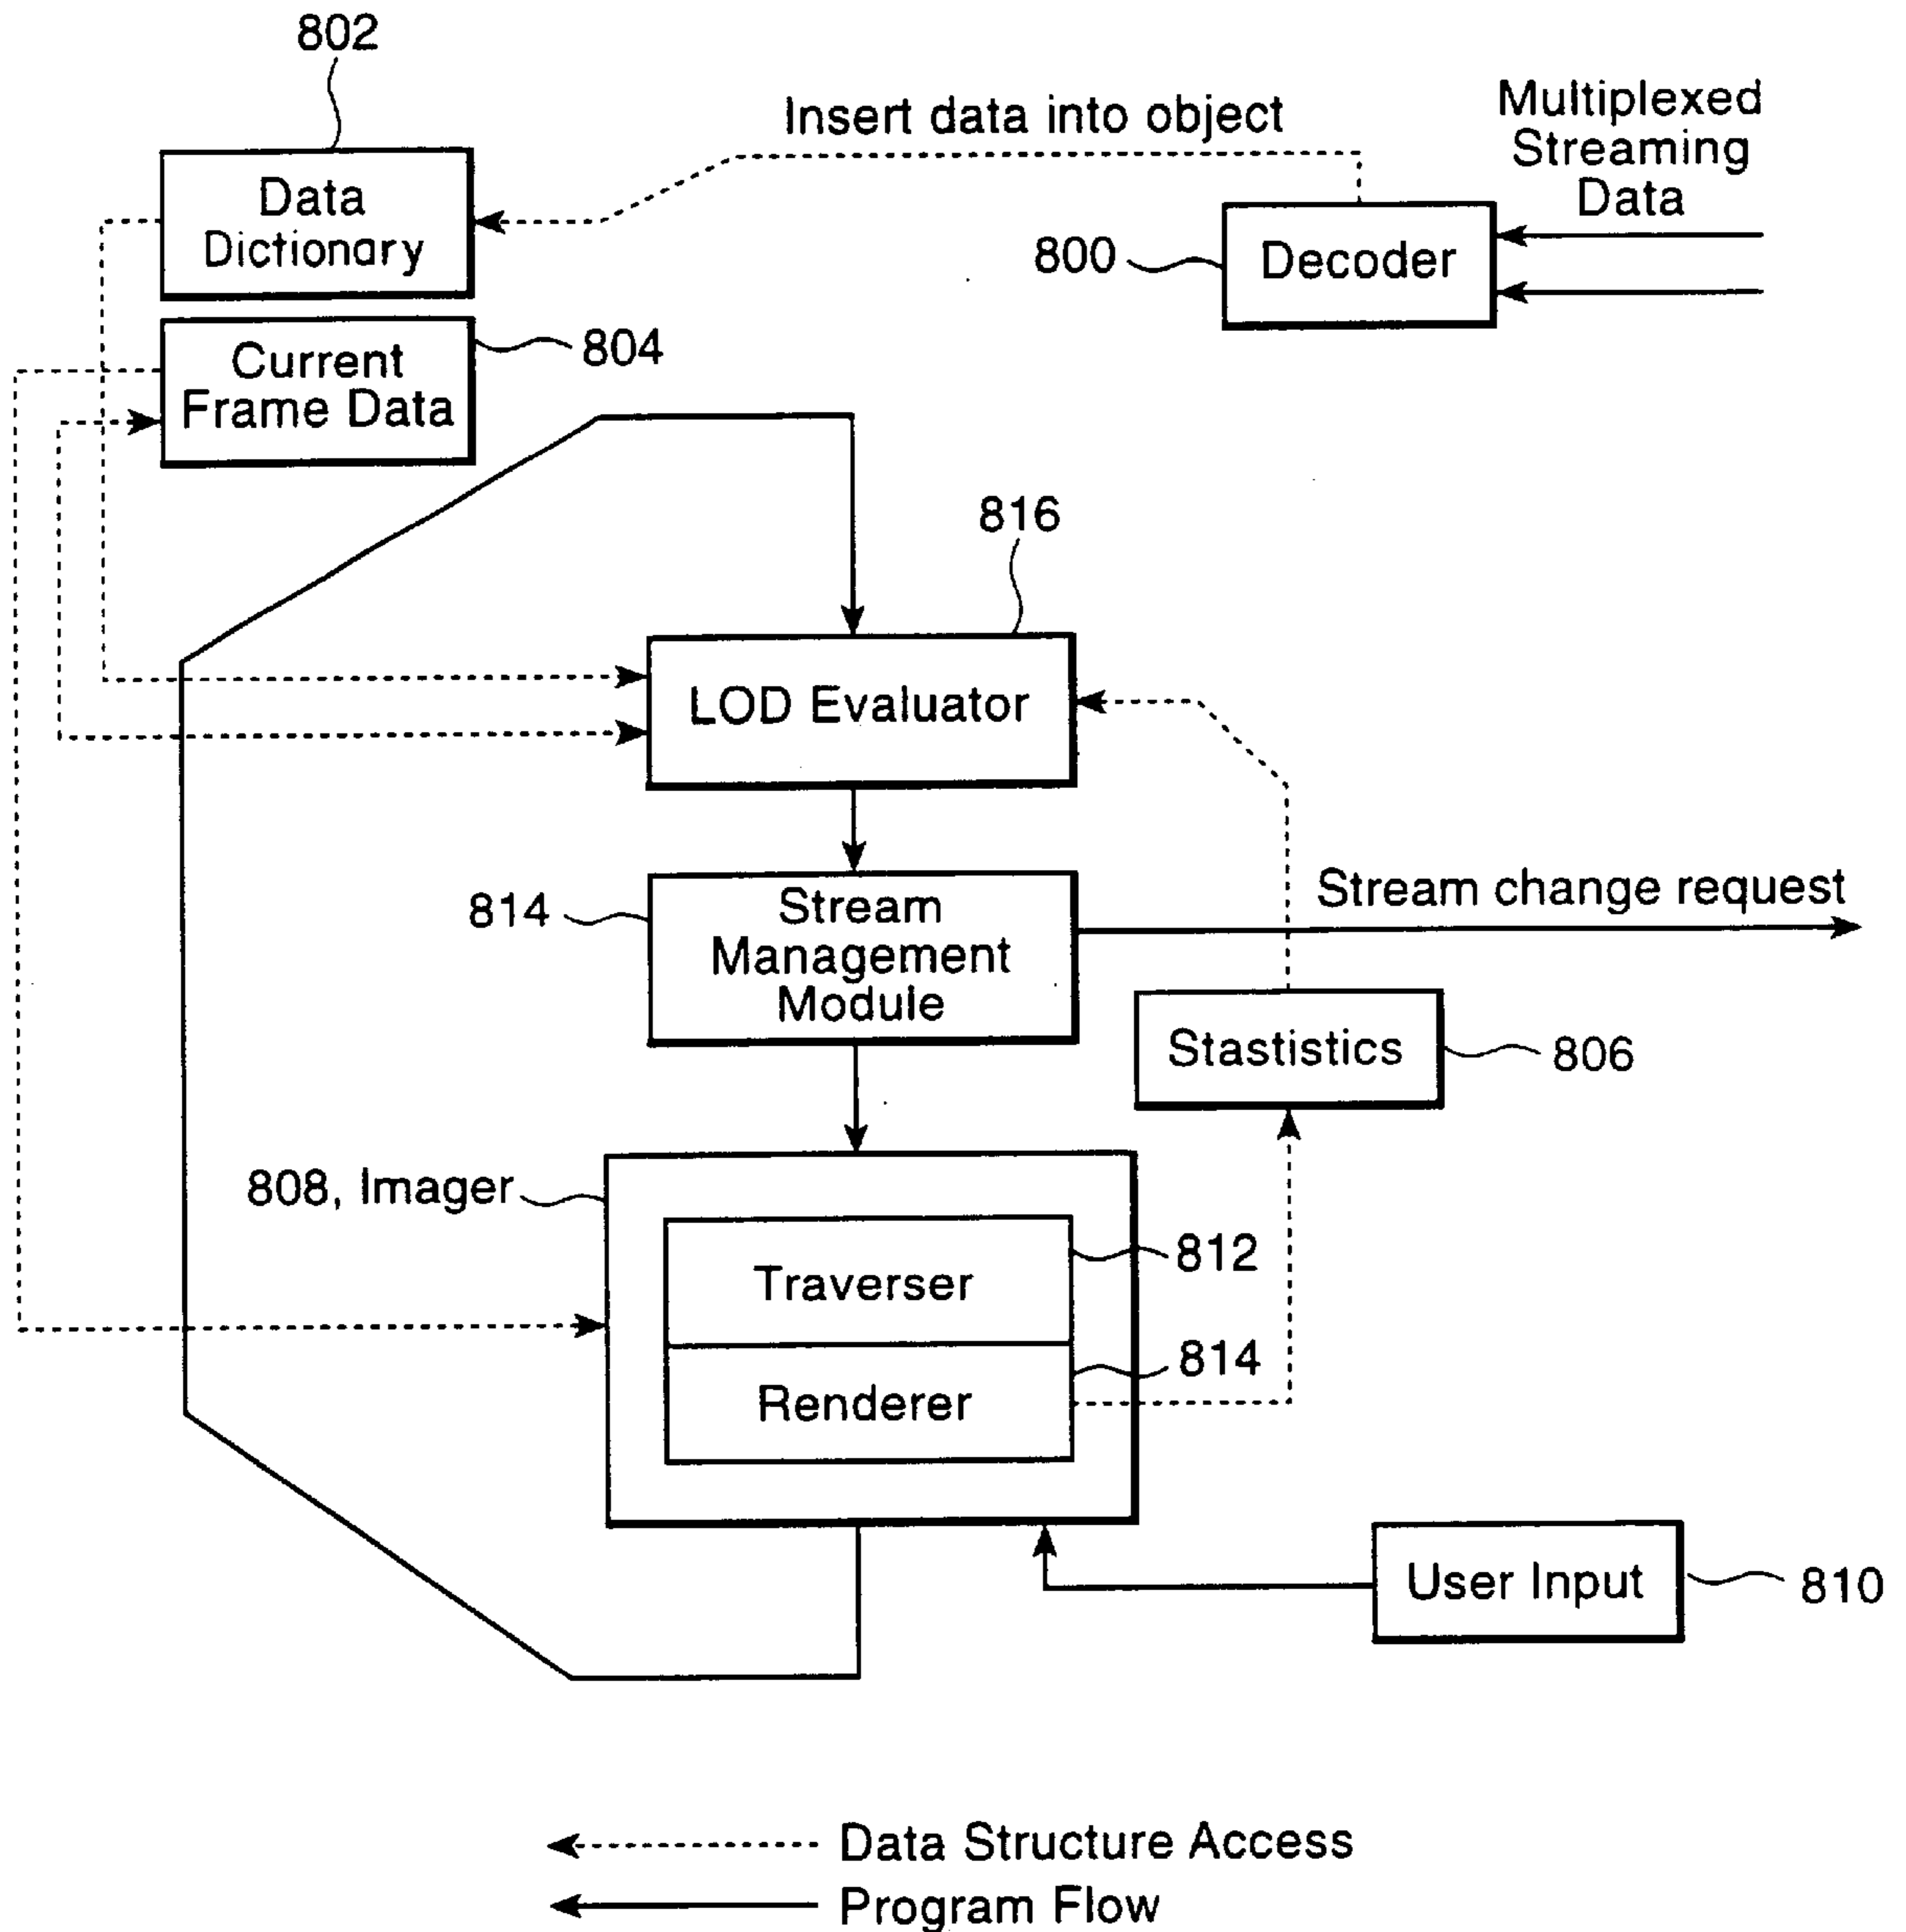 802
Insert data into object
Multiplexed
Streaming
Data
Data
Dictionary
800
Decoder
804
Current
Frame Data
816
LOD Evaluator
814
Stream
Management
Module
Stream change request
Stastistics
806
808, Imager
812
Traverser
814
Renderer
User Input
810
Data Structure Access
Program Flow